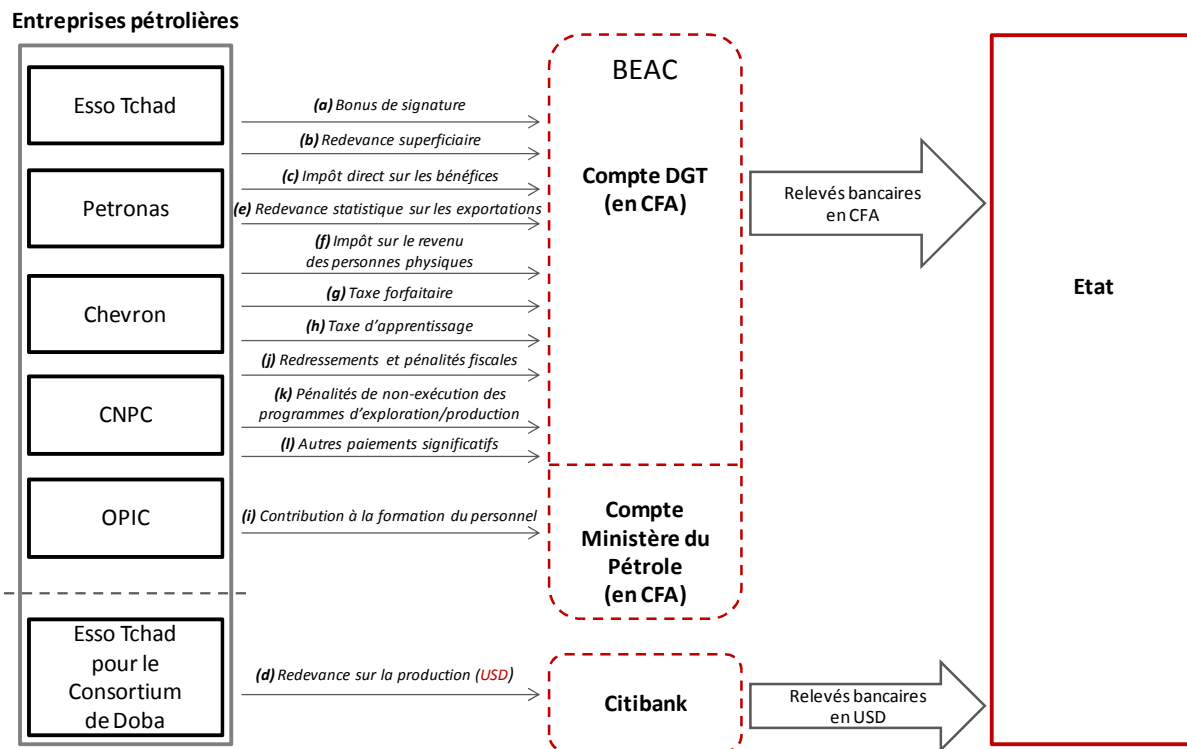 Entreprises pétrolières
Esso Tchad
Petronas
Chevron
CNPC
OPIC
Esso Tchad
pour le
Consortium
de Doba
(a) Bonus de signature
(b) Redevance superficiaire
(c) Impôt direct sur les bénéfices
(e) Redevance statistique sur les exportations
(f) Impôt sur le revenu
des personnes physiques
(g) Taxe forfaitaire
(h) Taxe d'apprentissage
(j) Redressements et pénalités fiscales
(k) Pénalités de non-exécution des
programmes d'exploration/production
(l) Autres paiements significatifs
(i) Contribution à la formation du personnel
(d) Redevance sur la production (USD)
BEAC
Compte DGT
(en CFA)
Compte
Ministère du
Pétrole
(en CFA)
Citibank
Relevés bancaires
en CFA
Relevés bancaires
en USD
Etat